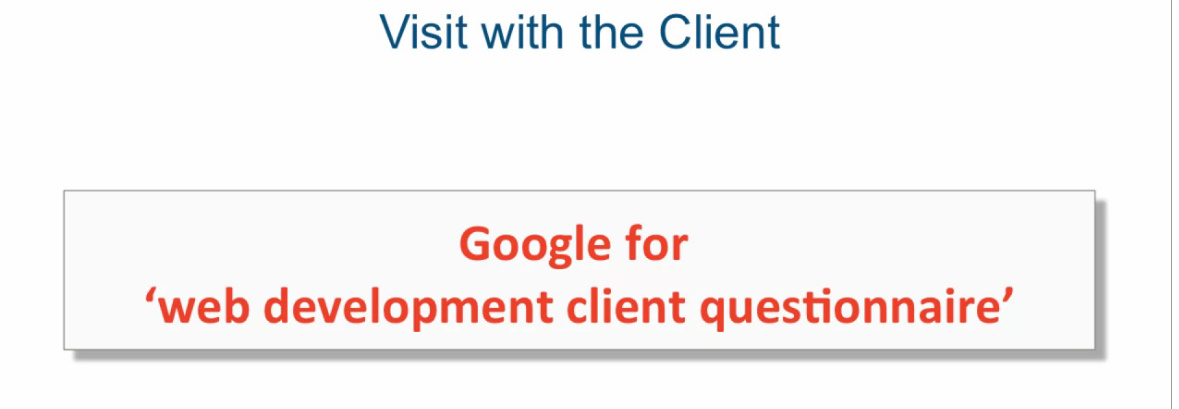 Visit with the Client
Google for
‘web development client questionnaire’